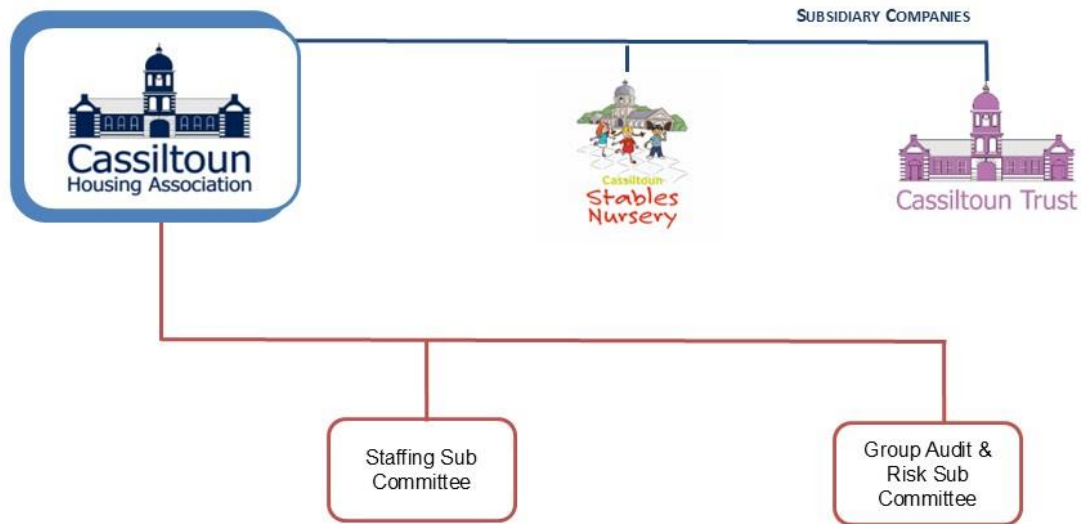 SUBSIDIARY COMPANIES
Cassiltoun
Housing Association
Cassiltoun
Stables
Nursery
Cassiltoun Trust
Staffing Sub
Committee
Group Audit &
Risk Sub
Committee